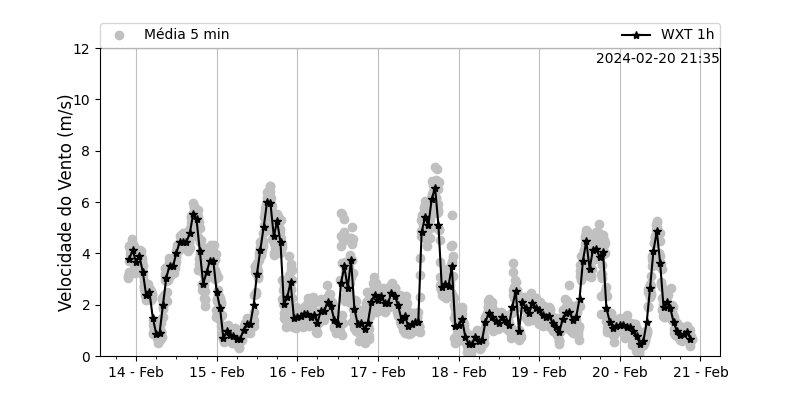 Média 5 min
WXT 1h
2024-02-20 21:35
Velocidade do Vento (m/s)
12
10
8
6
4
2
0
14 - Feb
15 - Feb
16 - Feb
17 - Feb
18 - Feb
19 - Feb
20 - Feb
21 - Feb